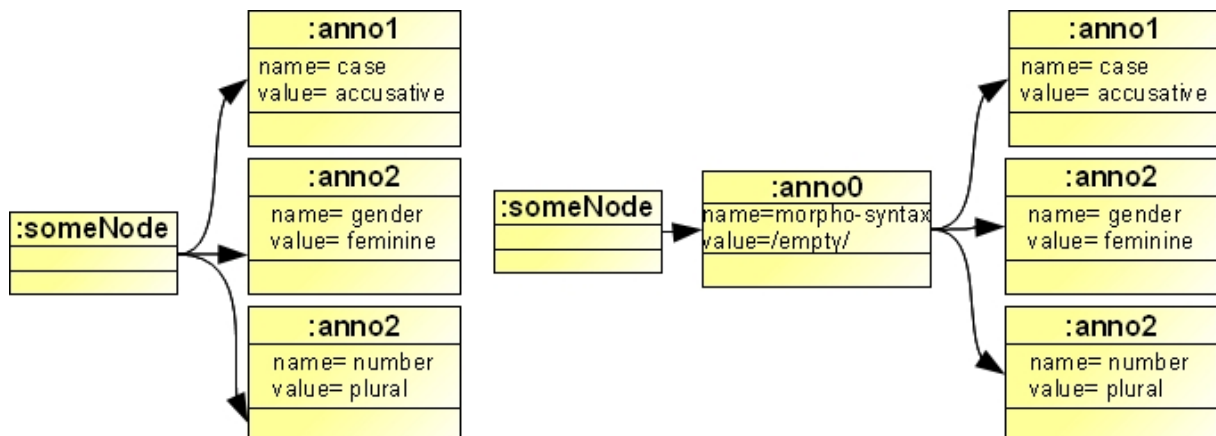 :anno1
name= case
value= accusative
:anno2
name= gender
value= feminine
:someNode
:anno2
name= number
value= plural
:someNode
:anno0
name=morpho-syntax
value=/empty/
:anno1
name= case
value= accusative
:anno2
name= gender
value= feminine
:anno2
name= number
value= plural